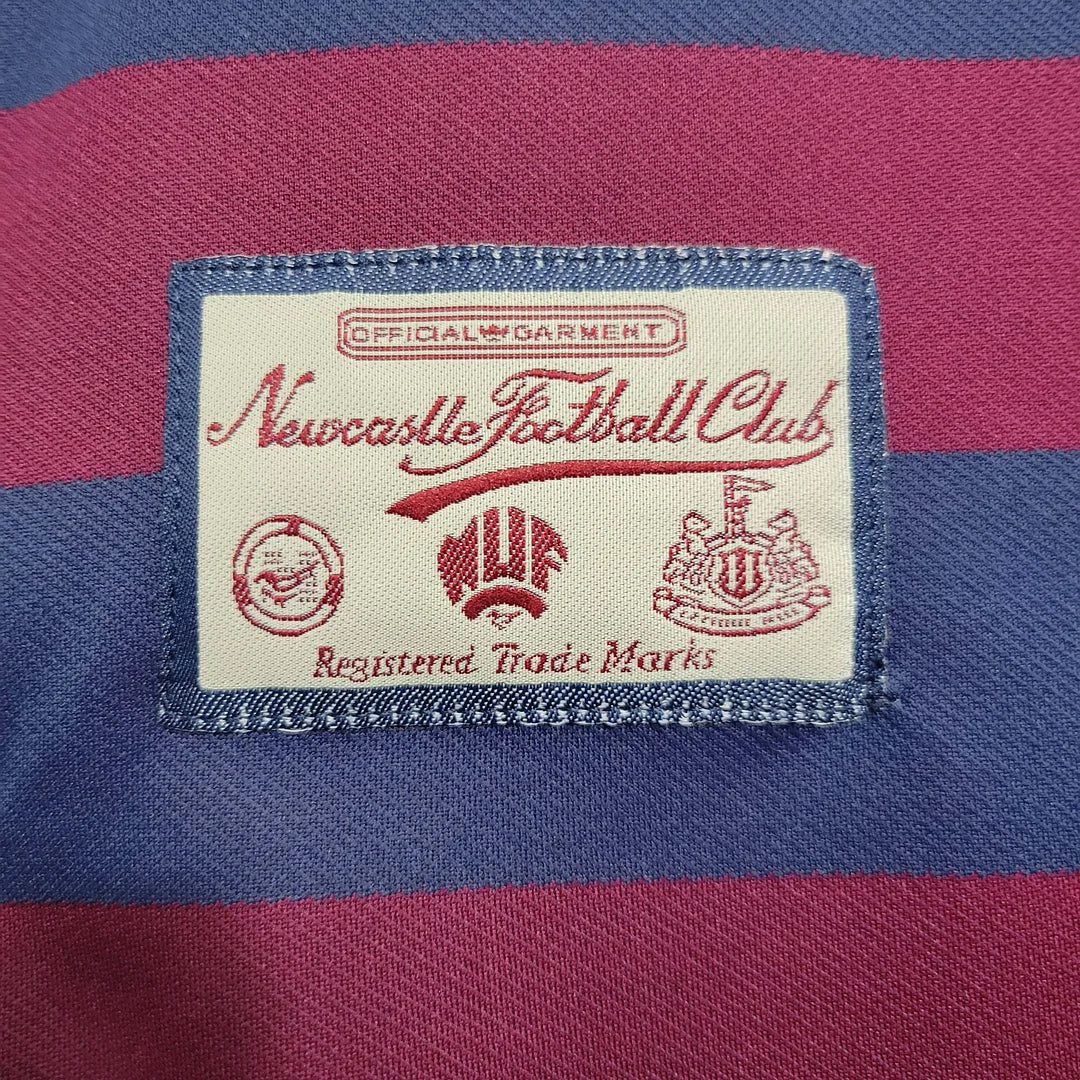 OFFICIAL GARMENT
Newcastle Football Club
Registered Trade Marks